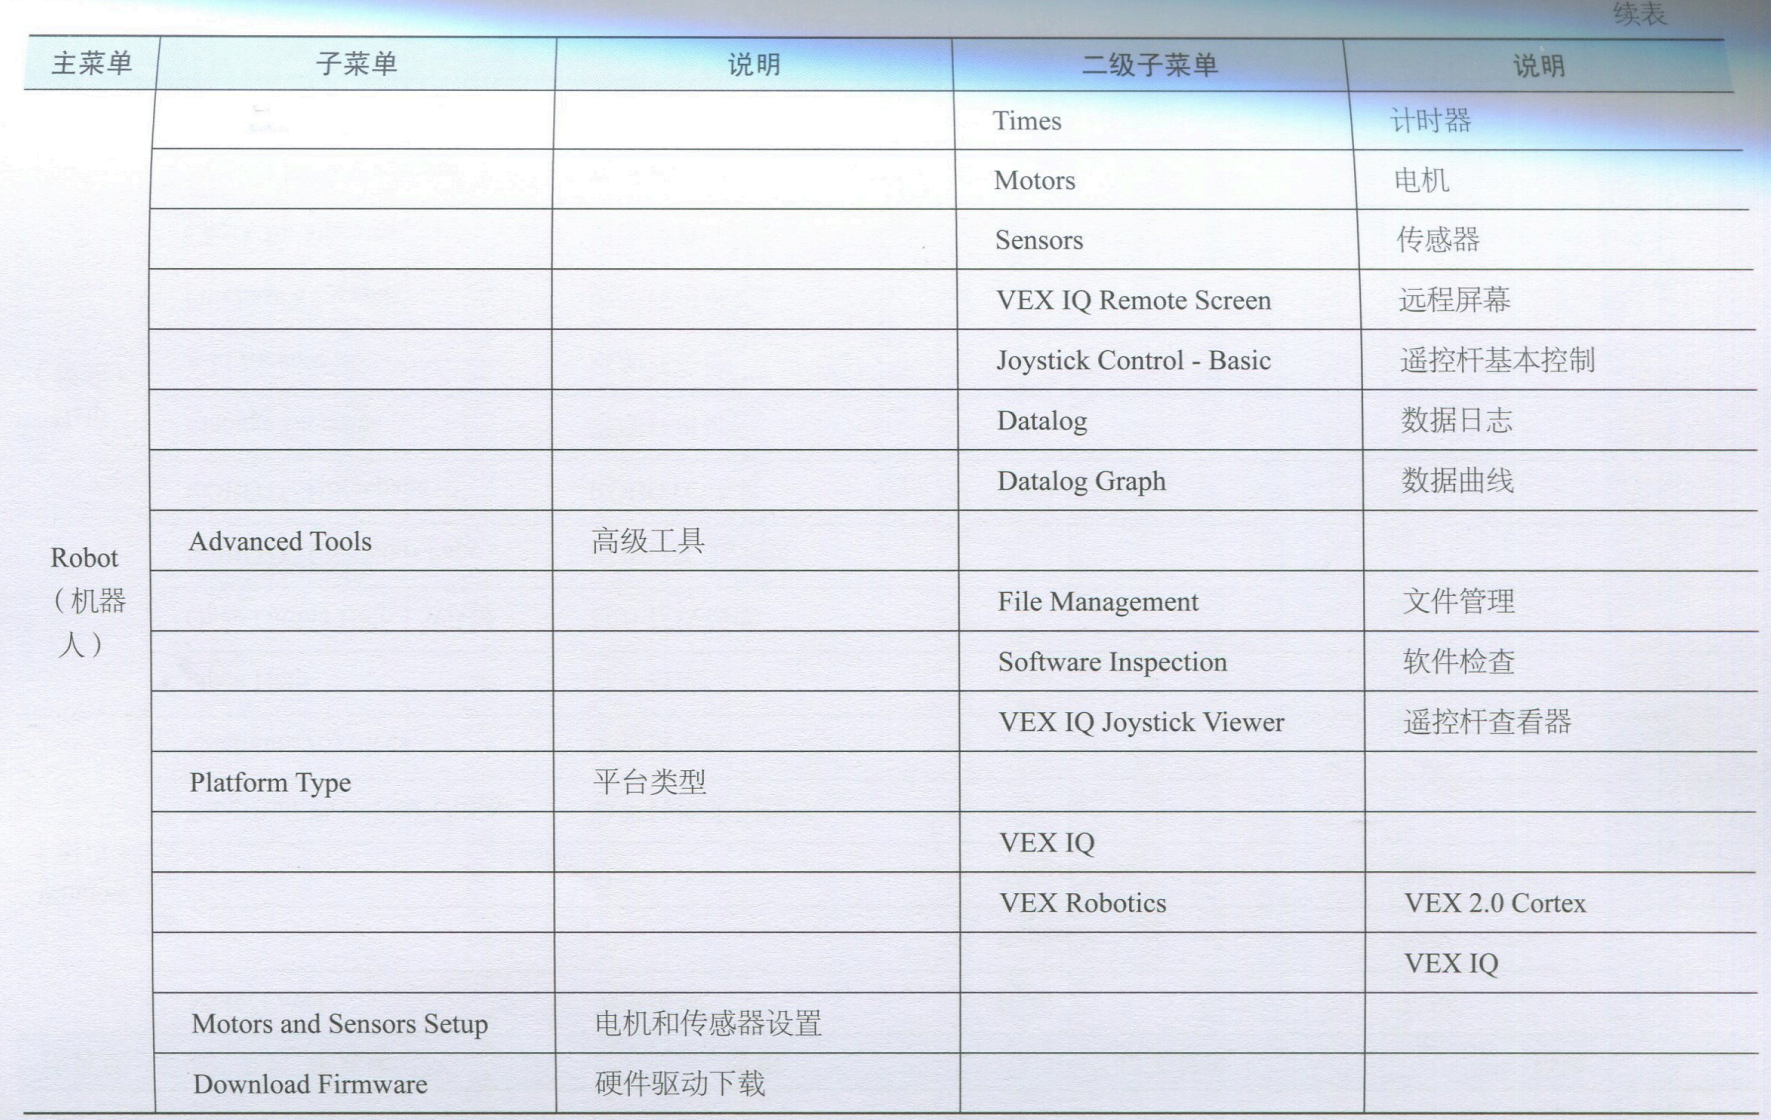 续表
主菜单 子菜单 说明 二级子菜单 说明
Times 计时器
Motors 电机
Sensors 传感器
VEX IQ Remote Screen 远程屏幕
Joystick Control - Basic 遥控杆基本控制
Datalog 数据日志
Datalog Graph 数据曲线
Advanced Tools 高级工具
Robot
（机器
人）
File Management 文件管理
Software Inspection 软件检查
VEX IQ Joystick Viewer 遥控杆查看器
Platform Type 平台类型
VEX IQ
VEX Robotics VEX 2.0 Cortex
VEX IQ
Motors and Sensors Setup 电机和传感器设置
Download Firmware 硬件驱动下载